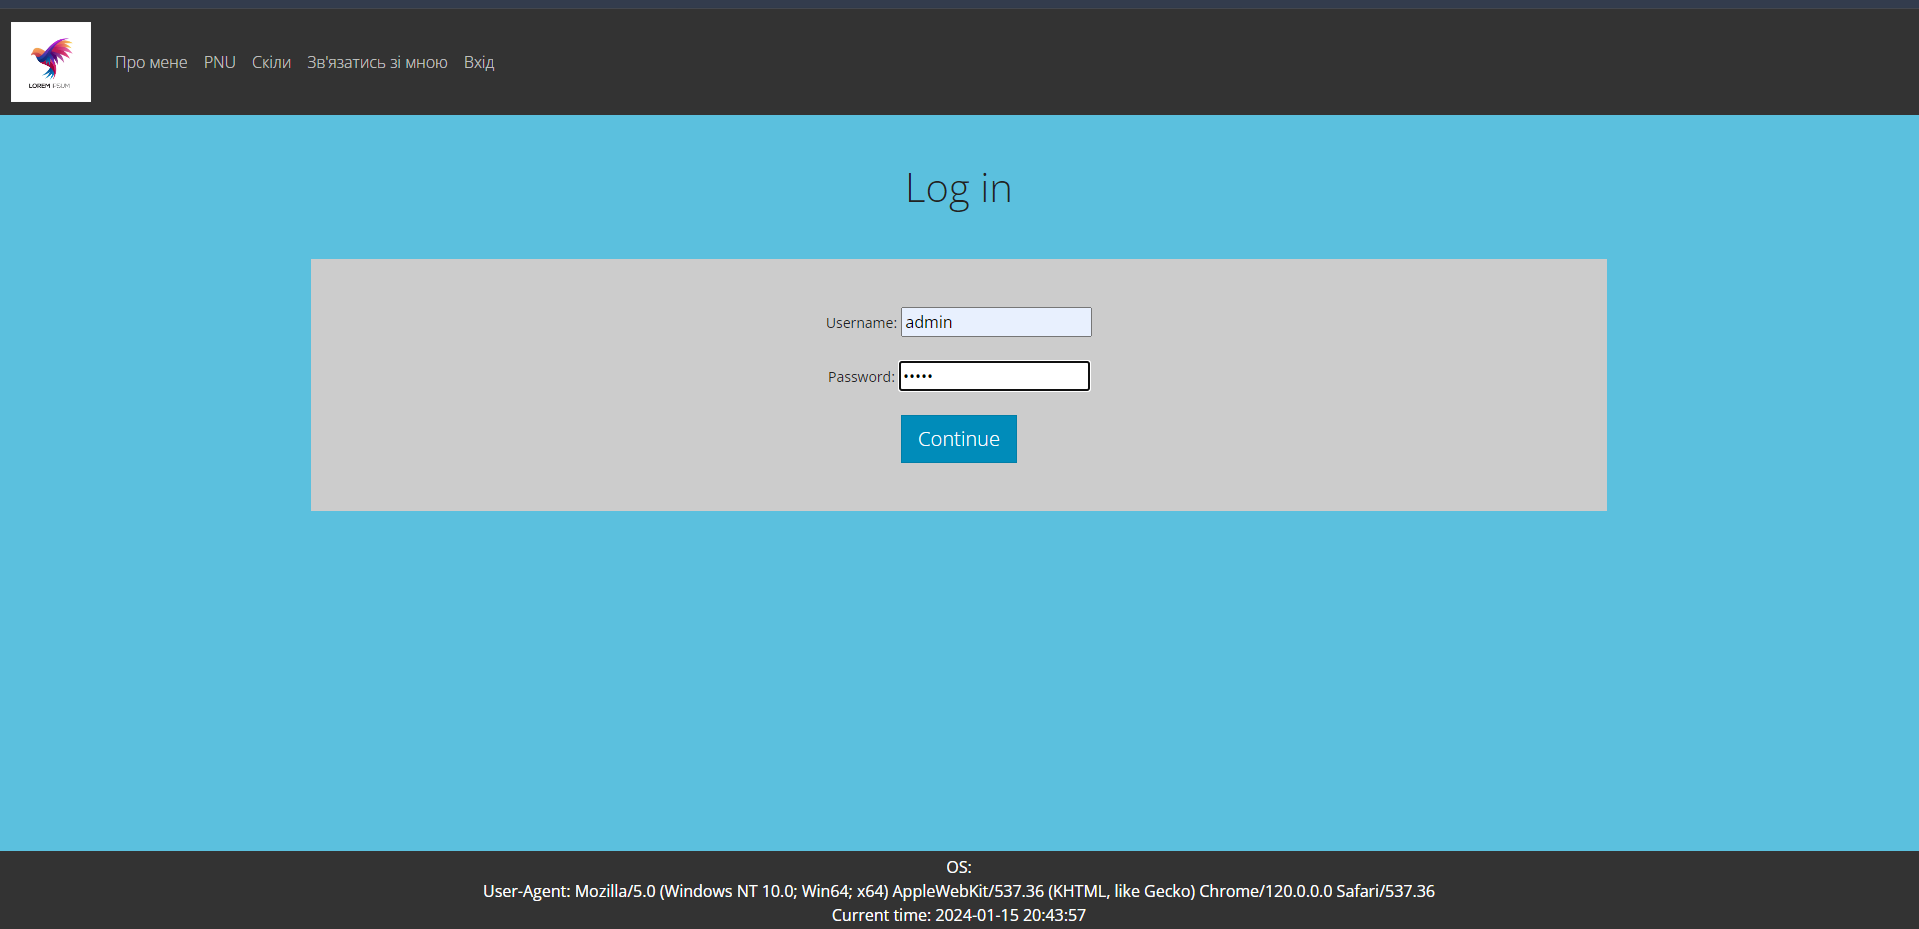 LOREM IPSUM
Про мене PNU Скіли Зв'язатись зі мною Вхід
Log in
Username: admin
Password: •••••
Continue
OS:
User-Agent: Mozilla/5.0 (Windows NT 10.0; Win64; x64) AppleWebKit/537.36 (KHTML, like Gecko) Chrome/120.0.0.0 Safari/537.36
Current time: 2024-01-15 20:43:57